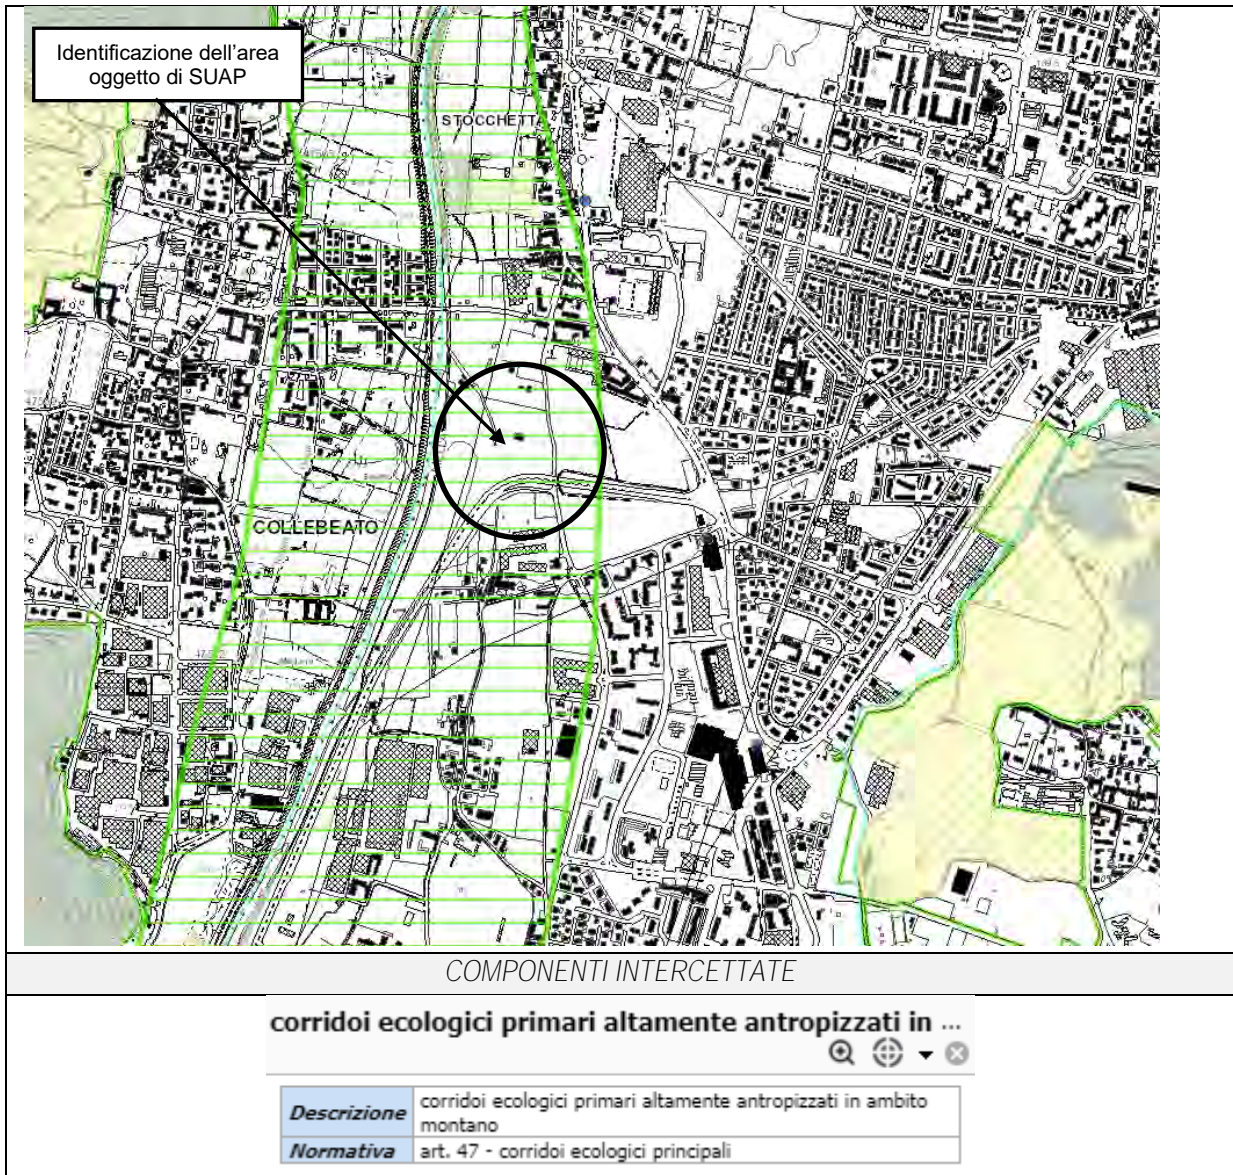 Identificazione dell'area
oggetto di SUAP
STOCCHETTA
COLLEBEATO
COMPONENTI INTERCETTATE
corridoi ecologici primari altamente antropizzati in ...
Descrizione corridoi ecologici primari altamente antropizzati in ambito
montano
Normativa art. 47 - corridoi ecologici principali